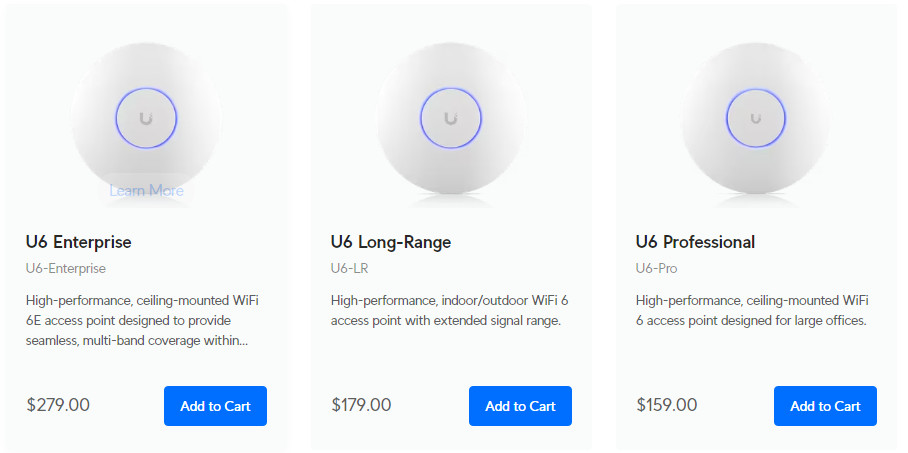 Learn More
U6 Enterprise
U6-Enterprise
High-performance, ceiling-mounted WiFi
6E access point designed to provide
seamless, multi-band coverage within...
$279.00
Add to Cart
U6 Long-Range
U6-LR
High-performance, indoor/outdoor WiFi 6
access point with extended signal range.
$179.00
Add to Cart
U6 Professional
U6-Pro
High-performance, ceiling-mounted WiFi
6 access point designed for large offices.
$159.00
Add to Cart